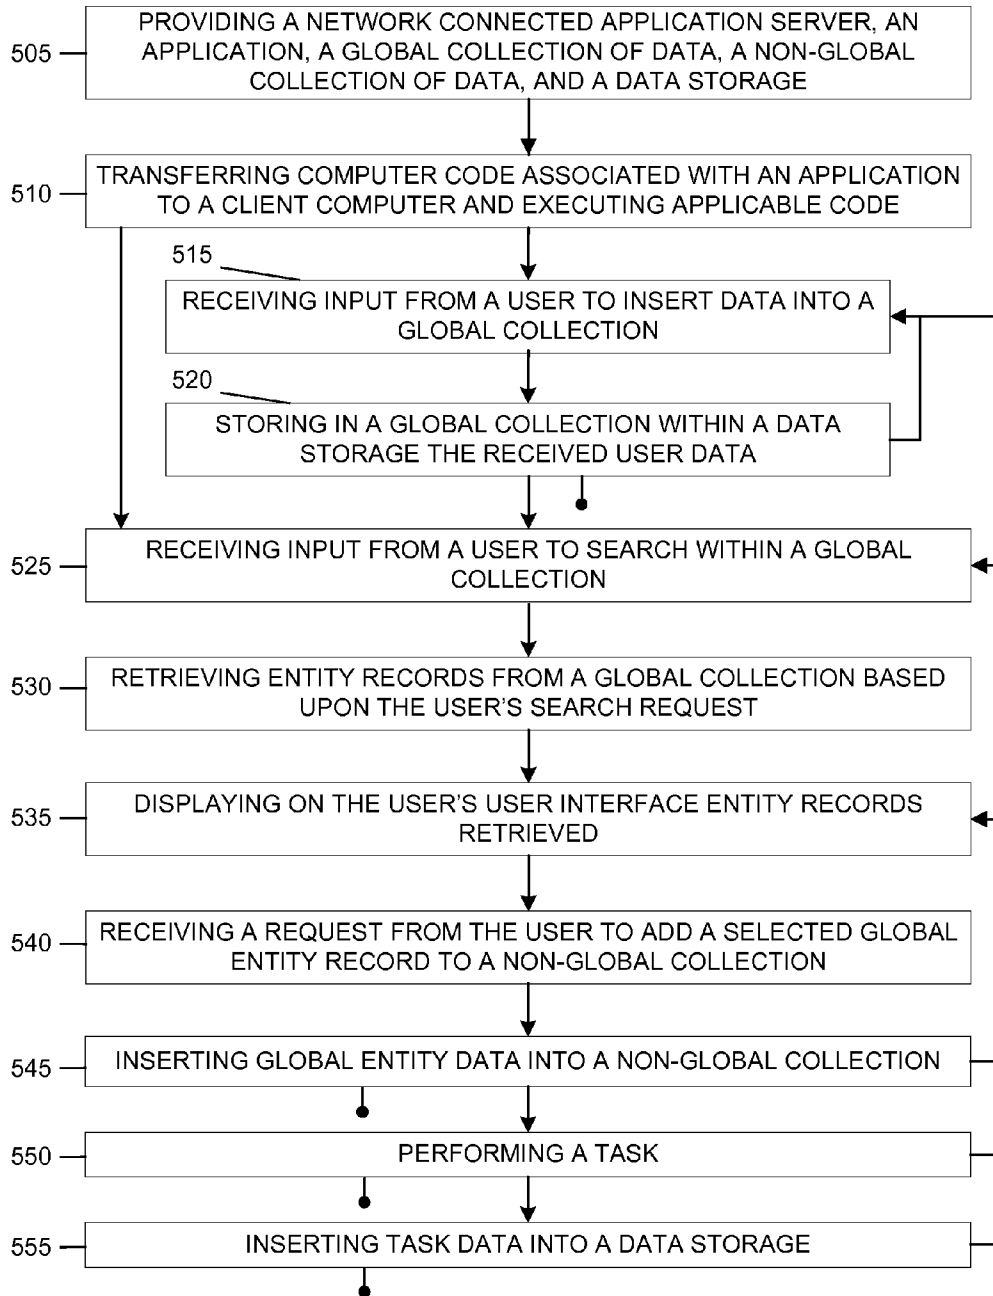 505
PROVIDING A NETWORK CONNECTED APPLICATION SERVER, AN
APPLICATION, A GLOBAL COLLECTION OF DATA, A NON-GLOBAL
COLLECTION OF DATA, AND A DATA STORAGE
510
TRANSFERRING COMPUTER CODE ASSOCIATED WITH AN APPLICATION
TO A CLIENT COMPUTER AND EXECUTING APPLICABLE CODE
515
RECEIVING INPUT FROM A USER TO INSERT DATA INTO A
GLOBAL COLLECTION
520
STORING IN A GLOBAL COLLECTION WITHIN A DATA
STORAGE THE RECEIVED USER DATA
525
RECEIVING INPUT FROM A USER TO SEARCH WITHIN A GLOBAL
COLLECTION
530
RETRIEVING ENTITY RECORDS FROM A GLOBAL COLLECTION BASED
UPON THE USER'S SEARCH REQUEST
535
DISPLAYING ON THE USER'S USER INTERFACE ENTITY RECORDS
RETRIEVED
540
RECEIVING A REQUEST FROM THE USER TO ADD A SELECTED GLOBAL
ENTITY RECORD TO A NON-GLOBAL COLLECTION
545
INSERTING GLOBAL ENTITY DATA INTO A NON-GLOBAL COLLECTION
550
PERFORMING A TASK
555
INSERTING TASK DATA INTO A DATA STORAGE